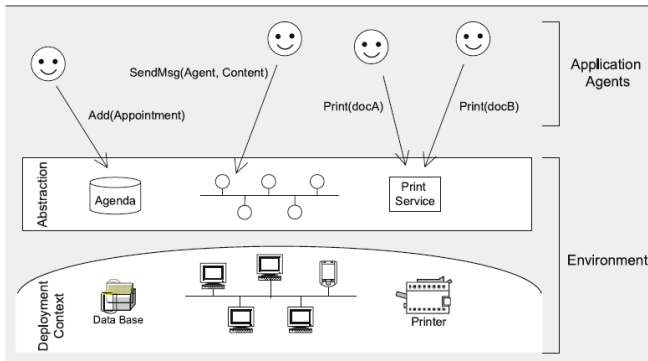 SendMsg(Agent, Content)
Application
Agents
Add(Appointment)
Print(docA)
Print(docB)
Abstraction
Agenda
Print
Service
Environment
Deployment
Context
Data Base
Printer